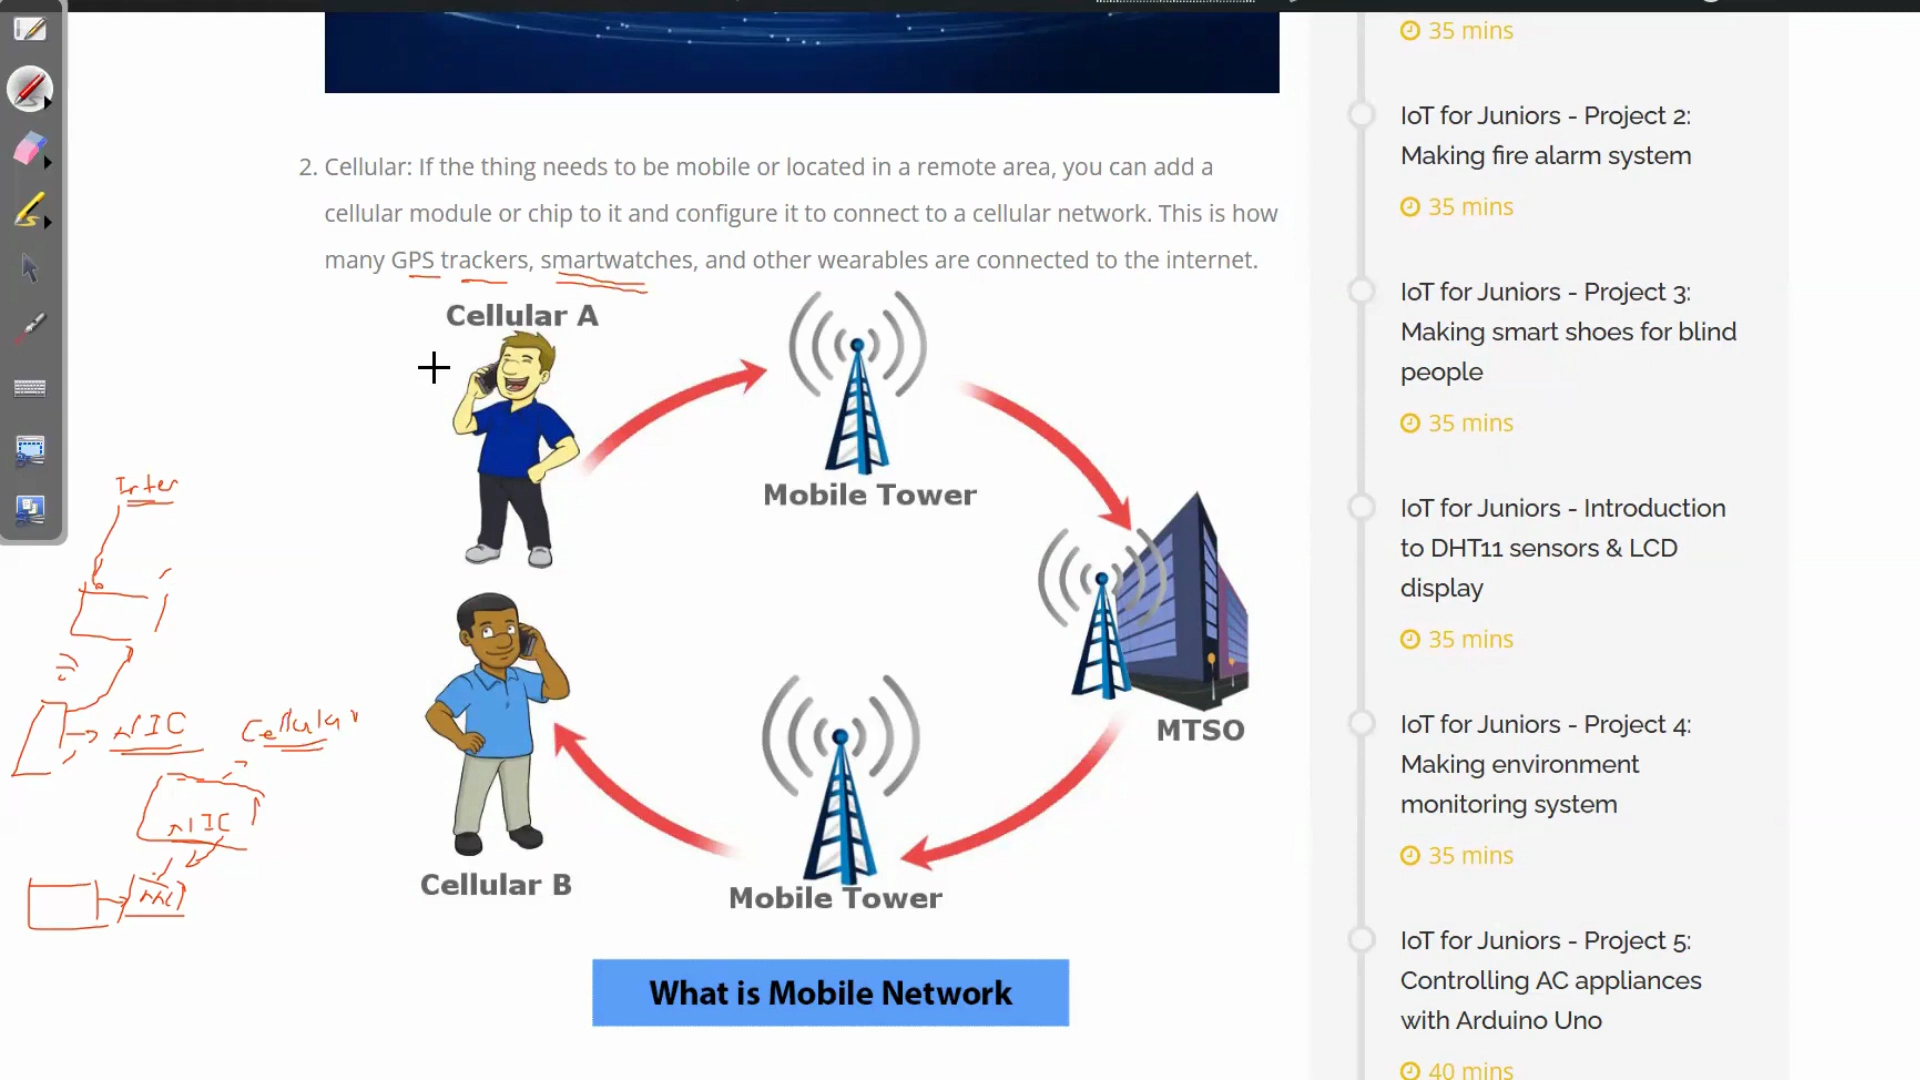 2. Cellular: If the thing needs to be mobile or located in a remote area, you can add a
cellular module or chip to it and configure it to connect to a cellular network. This is how
many GPS trackers, smartwatches, and other wearables are connected to the internet.
Cellular A
Mobile Tower
MTSO
Cellular B
Mobile Tower
What is Mobile Network
Inter
NIC
Cellular
NIC
35 mins
IoT for Juniors - Project 2:
Making fire alarm system
35 mins
IoT for Juniors - Project 3:
Making smart shoes for blind
people
35 mins
IoT for Juniors - Introduction
to DHT11 sensors & LCD
display
35 mins
IoT for Juniors - Project 4:
Making environment
monitoring system
35 mins
IoT for Juniors - Project 5:
Controlling AC appliances
with Arduino Uno
40 mins